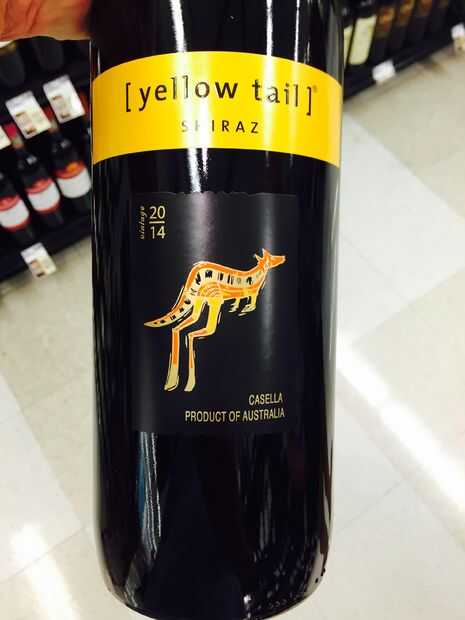 [ yellow tail ]®
SHIRAZ
vintage
20
14
CASELLA
PRODUCT OF AUSTRALIA